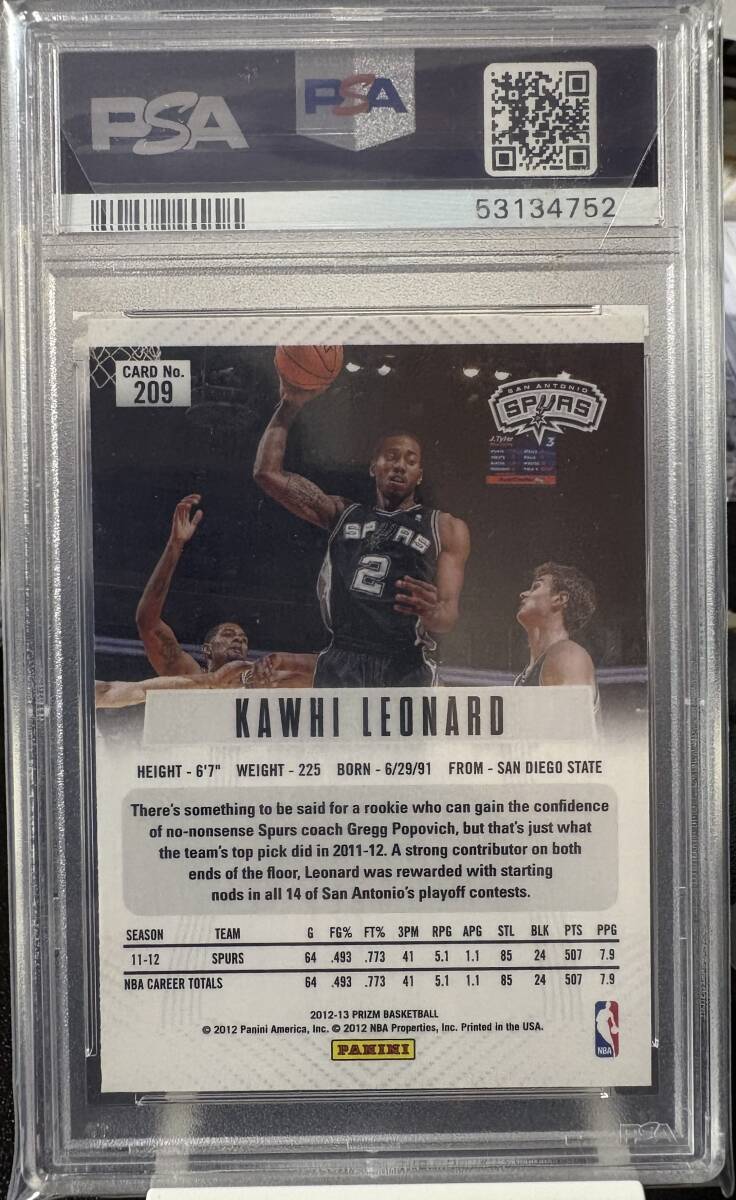 PSA
PSA
53134752
CARD No.
209
SAN ANTONIO
SPURS
J.Tyler
3
SPURS
2
KAWHI LEONARD
HEIGHT - 6'7" WEIGHT - 225 BORN - 6/29/91 FROM - SAN DIEGO STATE
There's something to be said for a rookie who can gain the confidence
of no-nonsense Spurs coach Gregg Popovich, but that's just what
the team's top pick did in 2011-12. A strong contributor on both
ends of the floor, Leonard was rewarded with starting
nods in all 14 of San Antonio's playoff contests.
SEASON TEAM G FG% FT% 3PM RPG APG STL BLK PTS PPG
11-12 SPURS 64 .493 .773 41 5.1 1.1 85 24 507 7.9
NBA CAREER TOTALS 64 .493 .773 41 5.1 1.1 85 24 507 7.9
2012-13 PRIZM BASKETBALL
© 2012 Panini America, Inc. © 2012 NBA Properties, Inc. Printed in the USA.
PANINI
NBA
PSA